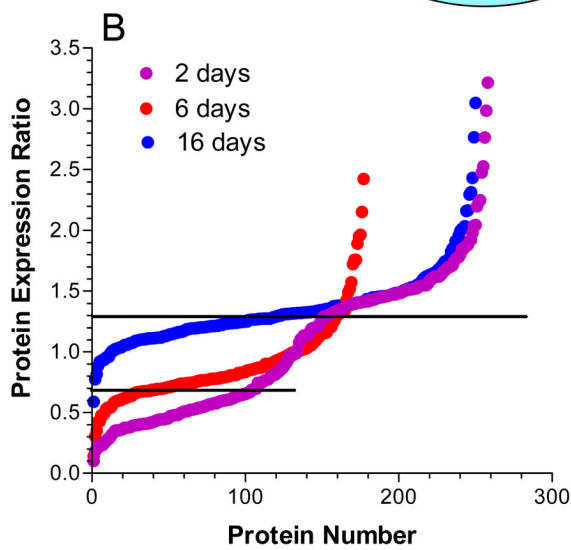 B
2 days
6 days
16 days
Protein Expression Ratio
3.5
3.0
2.5
2.0
1.5
1.0
0.5
0.0
0 100 200 300
Protein Number